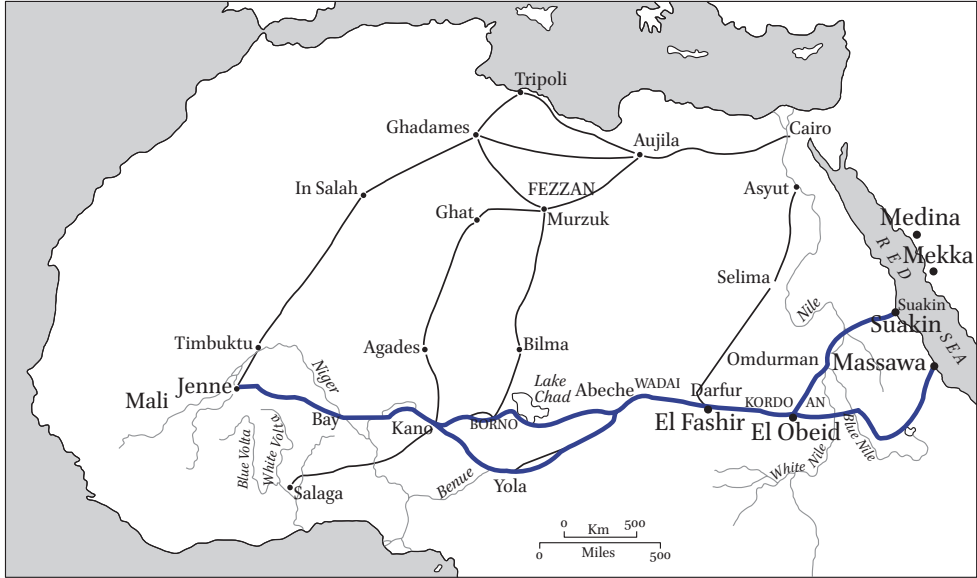 Tripoli
Ghadames
Aujila
Cairo
In Salah
FEZZAN
Asyut
Ghat
Murzuk
Medina
RED
Mekka
Selima
Nile
Suakin
Suakin
SEA
Timbuktu
Agades
Bilma
Omdurman
Massawa
Niger
Lake
Chad
Jenne
Mali
Abeche
WADAI
Darfur
KORDO AN
Bay
Kano
BORNO
El Fashir
El Obeid
Blue Nile
Blue Volta
White Volta
White Nile
Benue
Yola
Salaga
0 Km 500
0 Miles 500